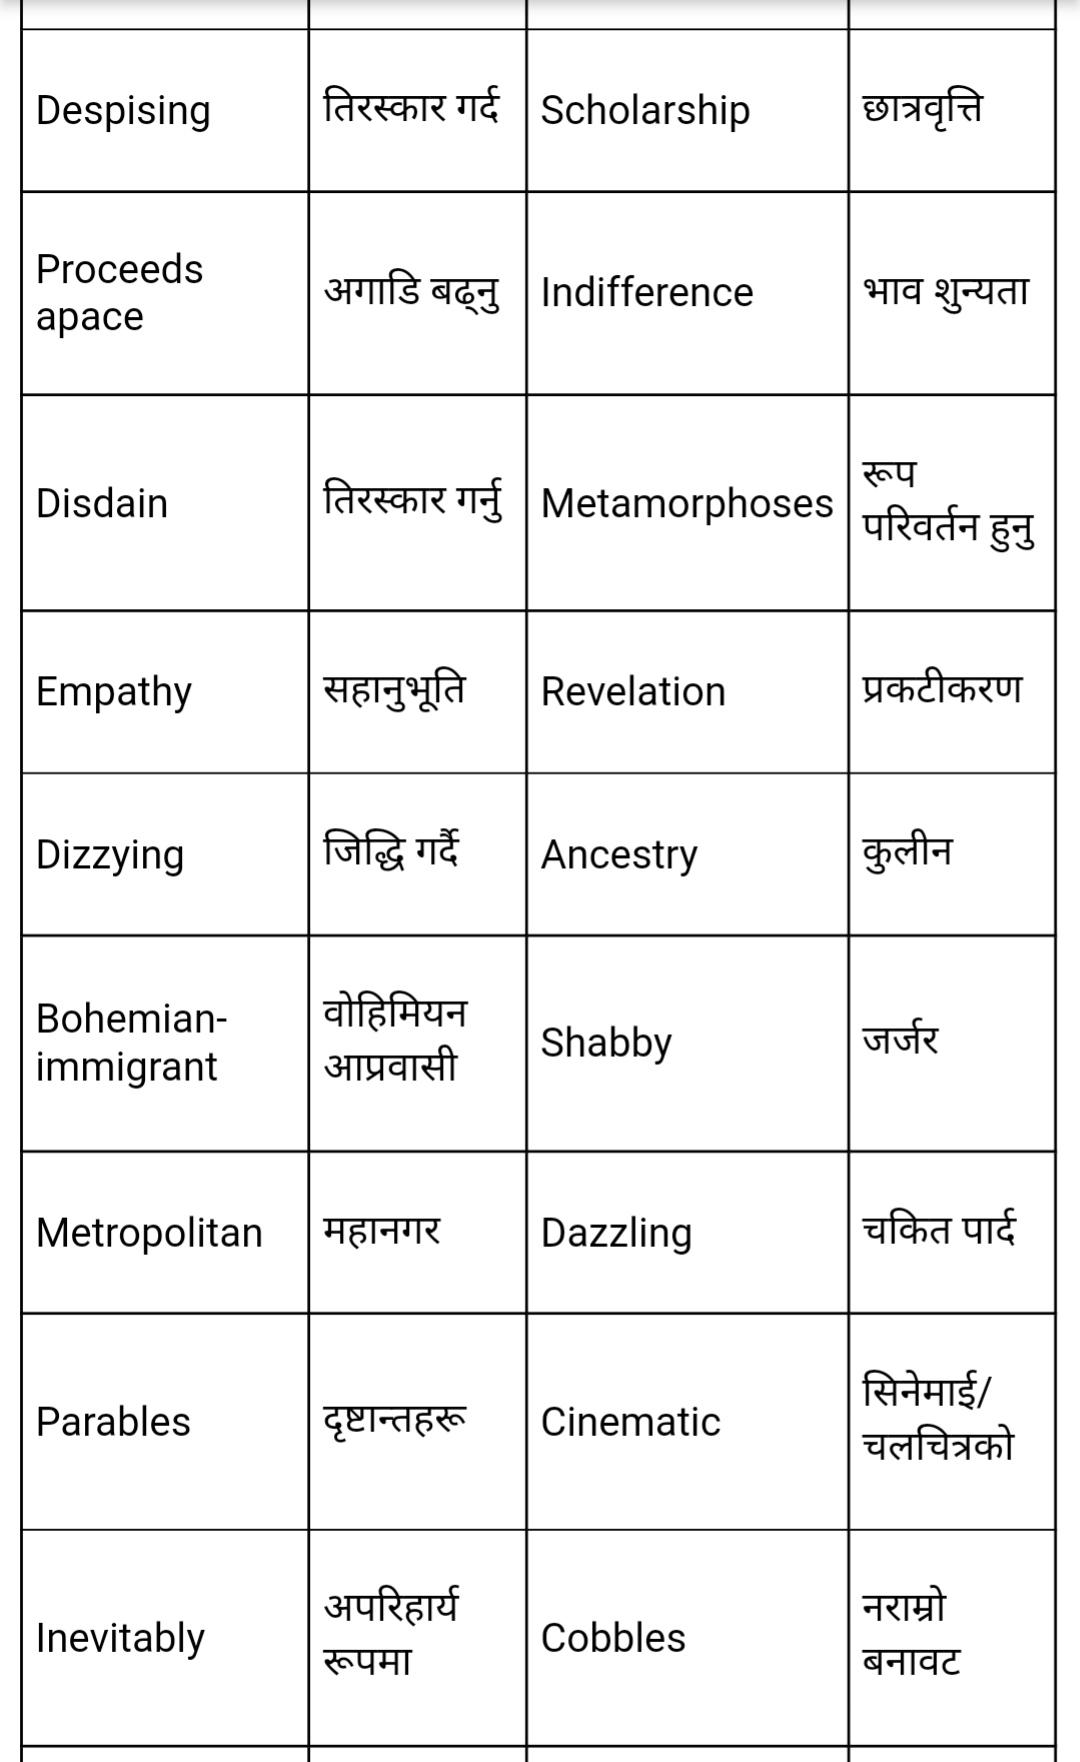 Despising तिरस्कार गर्द Scholarship छात्रवृत्ति
Proceeds
apace
अगाडि बढ्नु Indifference भाव शुन्यता
Disdain तिरस्कार गर्नु Metamorphoses
रूप
परिवर्तन हुनु
Empathy सहानुभूति Revelation प्रकटीकरण
Dizzying जिद्धि गर्दै Ancestry कुलीन
Bohemian-
immigrant
वोहिमियन
आप्रवासी
Shabby जर्जर
Metropolitan महानगर Dazzling चकित पार्द
Parables दृष्टान्तहरू Cinematic
सिनेमाई/
चलचित्रको
Inevitably
अपरिहार्य
रूपमा
Cobbles
नराम्रो
बनावट